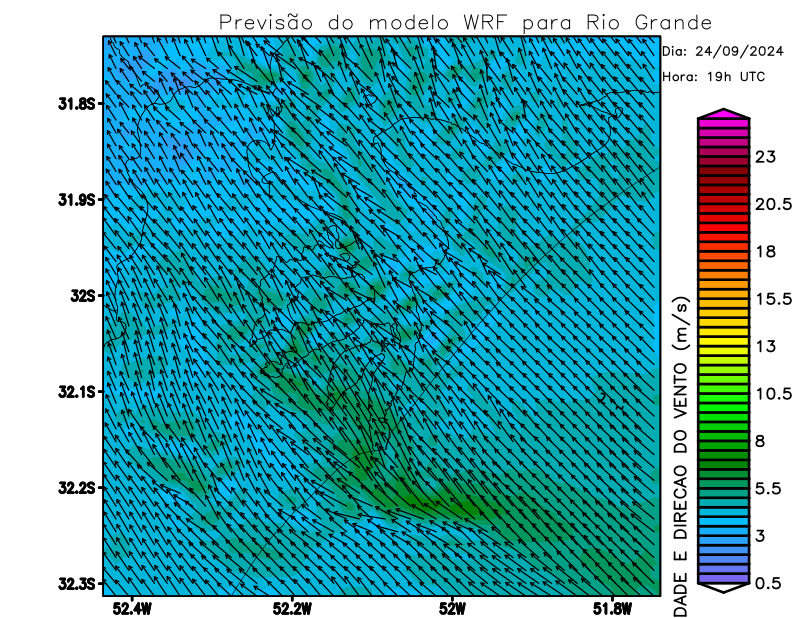 Previsão do modelo WRF para Rio Grande
Dia: 24/09/2024
Hora: 19h UTC
31.8S
31.9S
32S
32.1S
32.2S
32.3S
52.4W
52.2W
52W
51.8W
23
20.5
18
15.5
13
10.5
8
5.5
3
0.5
DADE E DIRECAO DO VENTO (m/s)